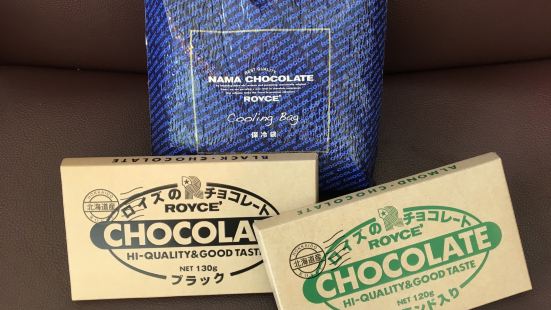 BEST QUALITY
NAMA CHOCOLATE
ROYCE'
Cooling Bag
保冷袋
BLACK・CHOCOLATE
北海道産
ロイズの チョコレート
ROYCE'
CHOCOLATE
HI-QUALITY&GOOD TASTE
NET 130g
ブラック
ALMOND・CHOCOLATE
北海道産
ロイズの チョコレート
ROYCE'
CHOCOLATE
HI-QUALITY&GOOD TASTE
NET 120g
ンド入り